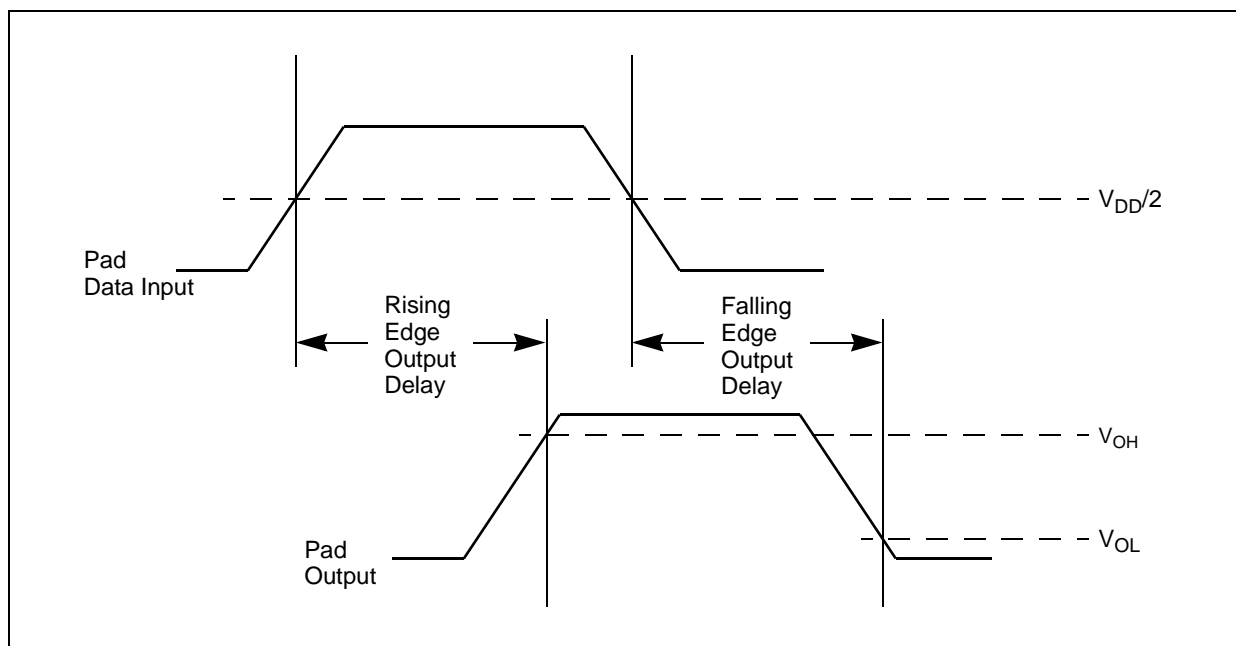 V_DD/2
Pad
Data Input
Rising
Edge
Output
Delay
Falling
Edge
Output
Delay
V_OH
V_OL
Pad
Output